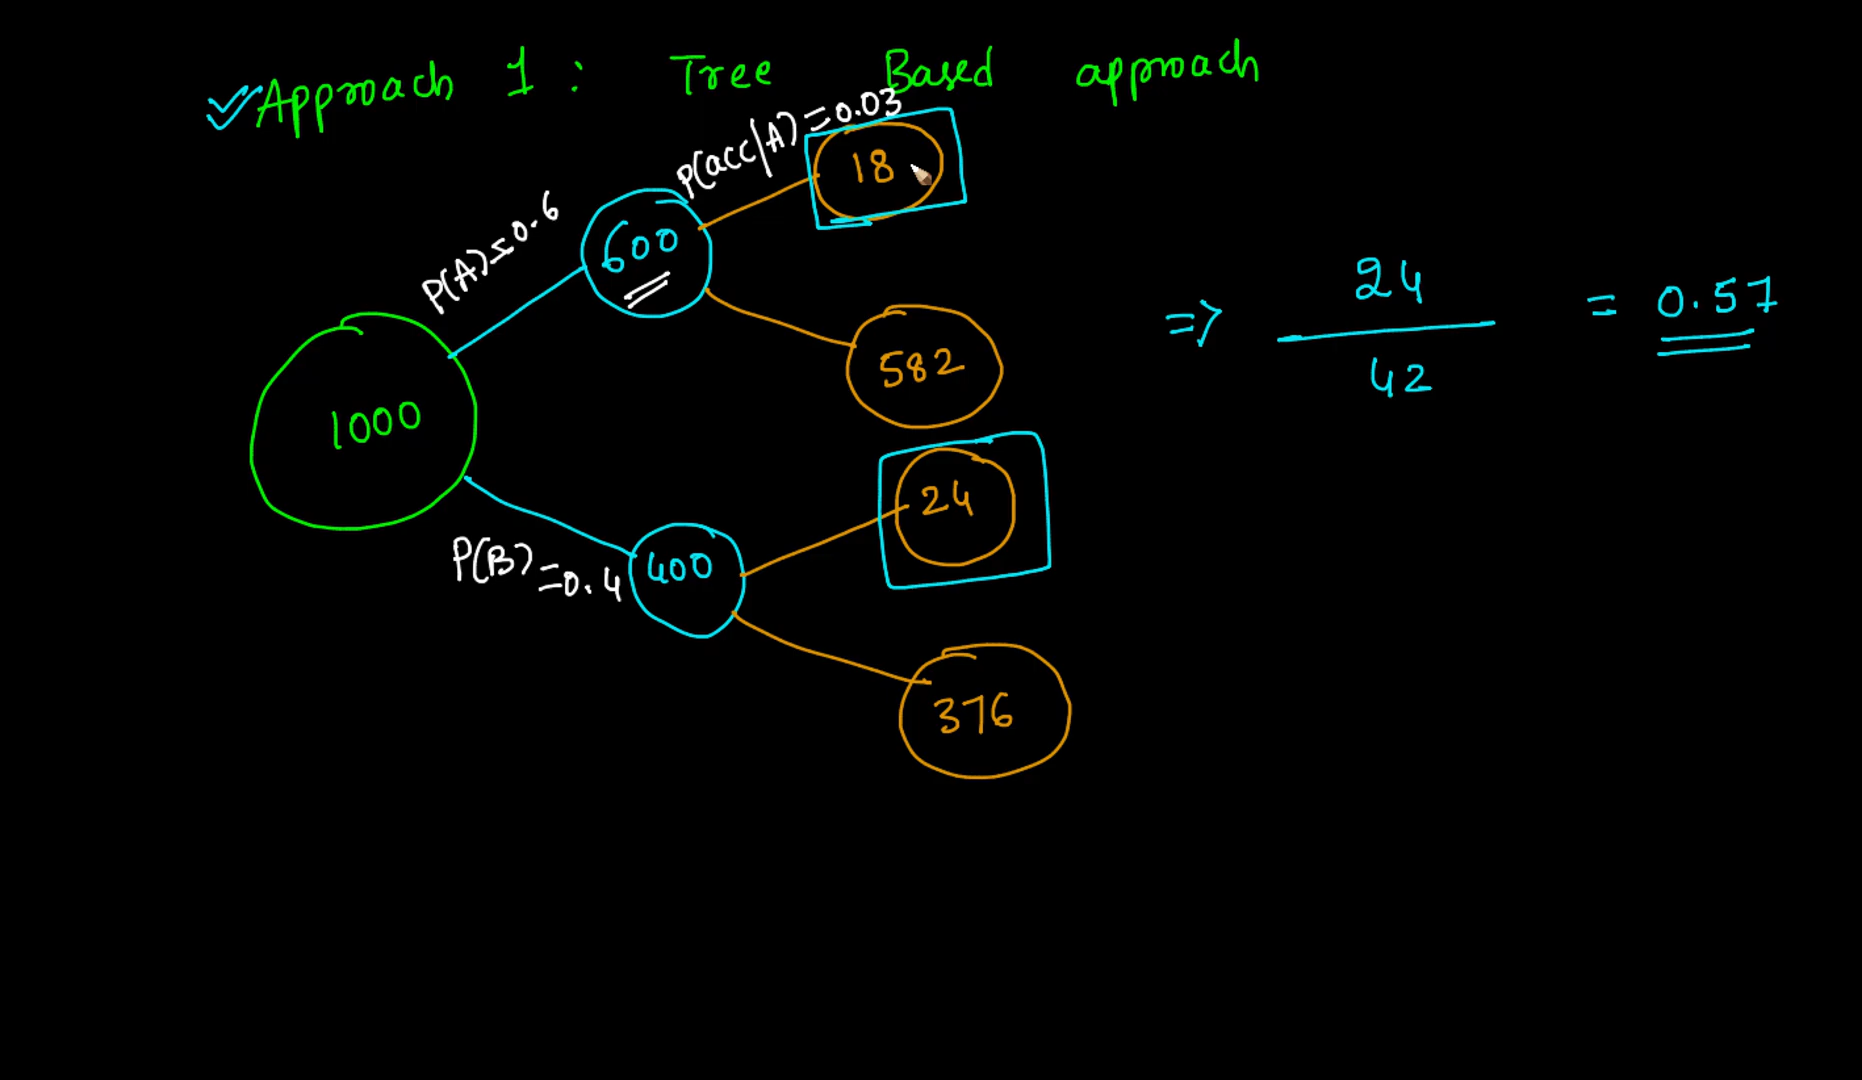 Approach 1 : Tree Based approach
P(acc|A) = 0.03
18
P(A) = 0.6
600
24
42
= 0.57
⇒
582
1000
24
P(B) = 0.4
400
376